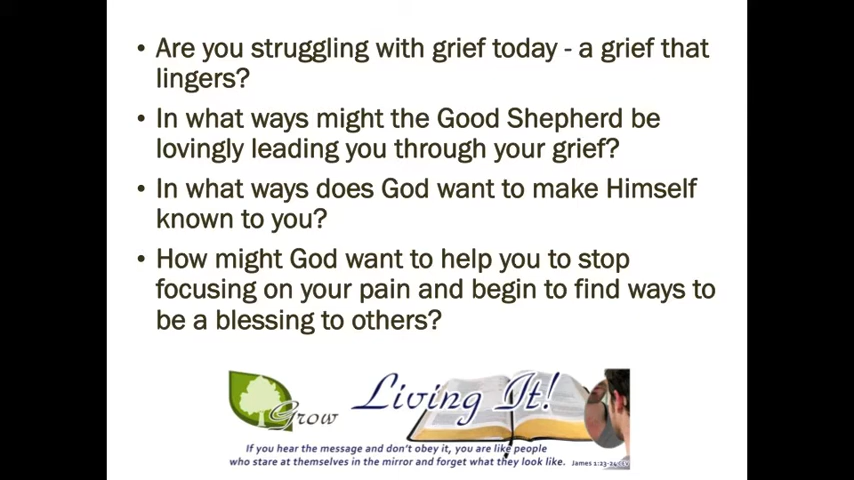 • Are you struggling with grief today - a grief that
lingers?
• In what ways might the Good Shepherd be
lovingly leading you through your grief?
• In what ways does God want to make Himself
known to you?
• How might God want to help you to stop
focusing on your pain and begin to find ways to
be a blessing to others?
Grow Living It!
If you hear the message and don't obey it, you are like people
who stare at themselves in the mirror and forget what they look like. James 1:23-24